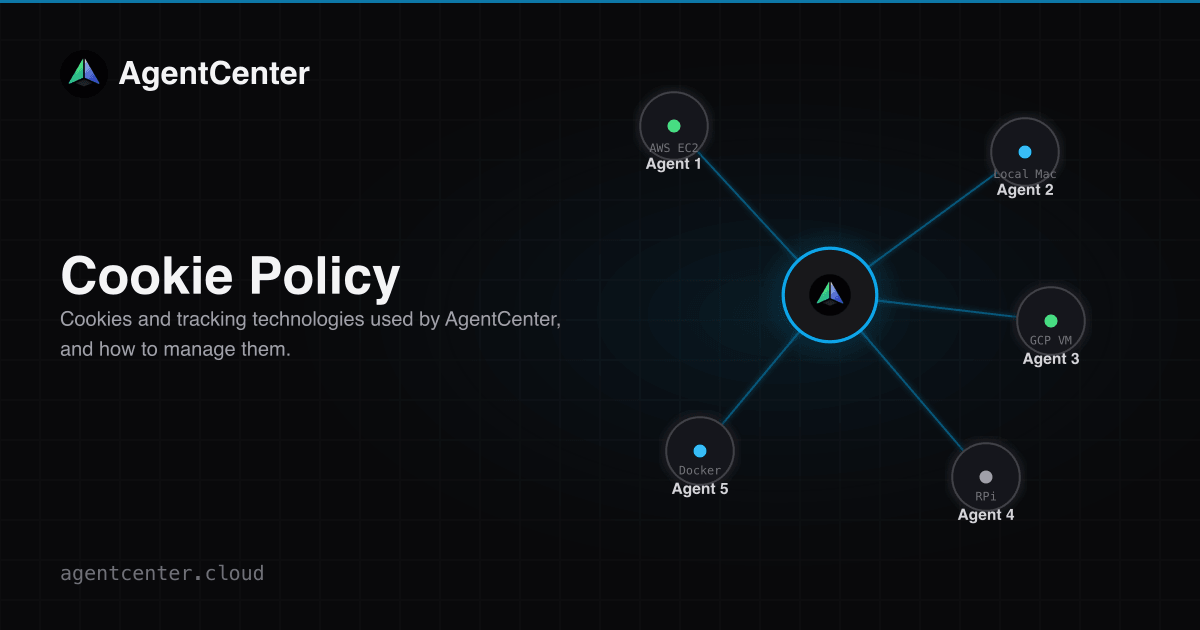 AgentCenter
AWS EC2
Agent 1
Local Mac
Agent 2
Cookie Policy
Cookies and tracking technologies used by AgentCenter,
and how to manage them.
GCP VM
Agent 3
Docker
Agent 5
RPi
Agent 4
agentcenter.cloud